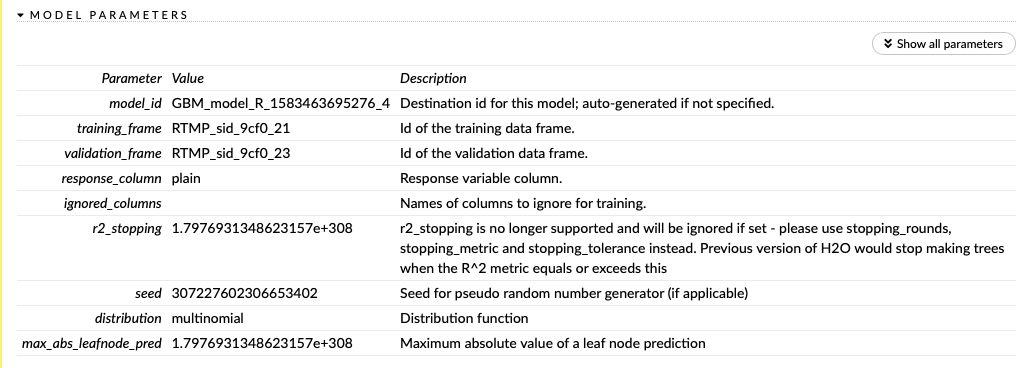 MODEL PARAMETERS
Show all parameters
Parameter Value Description
model_id GBM_model_R_1583463695276_4 Destination id for this model; auto-generated if not specified.
training_frame RTMP_sid_9cf0_21 Id of the training data frame.
validation_frame RTMP_sid_9cf0_23 Id of the validation data frame.
response_column plain Response variable column.
ignored_columns Names of columns to ignore for training.
r2_stopping 1.7976931348623157e+308 r2_stopping is no longer supported and will be ignored if set - please use stopping_rounds,
stopping_metric and stopping_tolerance instead. Previous version of H2O would stop making trees
when the R^2 metric equals or exceeds this
seed 307227602306653402 Seed for pseudo random number generator (if applicable)
distribution multinomial Distribution function
max_abs_leafnode_pred 1.7976931348623157e+308 Maximum absolute value of a leaf node prediction